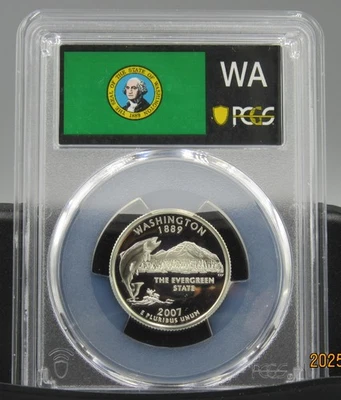 THE SEAL OF THE STATE OF WASHINGTON
1889
WA
PCGS
WASHINGTON
1889
THE EVERGREEN
STATE
2007
E PLURIBUS UNUM
PCGS
2025